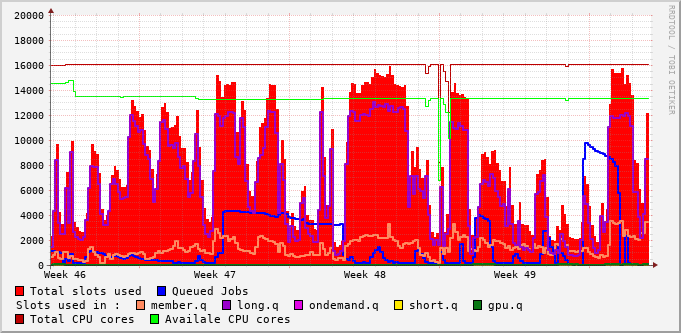 20000
18000
16000
14000
12000
10000
8000
6000
4000
2000
0
Week 46 Week 47 Week 48 Week 49
RRDTOOL / TOBI OETIKER
Total slots used Queued Jobs
Slots used in : member.q long.q ondemand.q short.q gpu.q
Total CPU cores Availale CPU cores